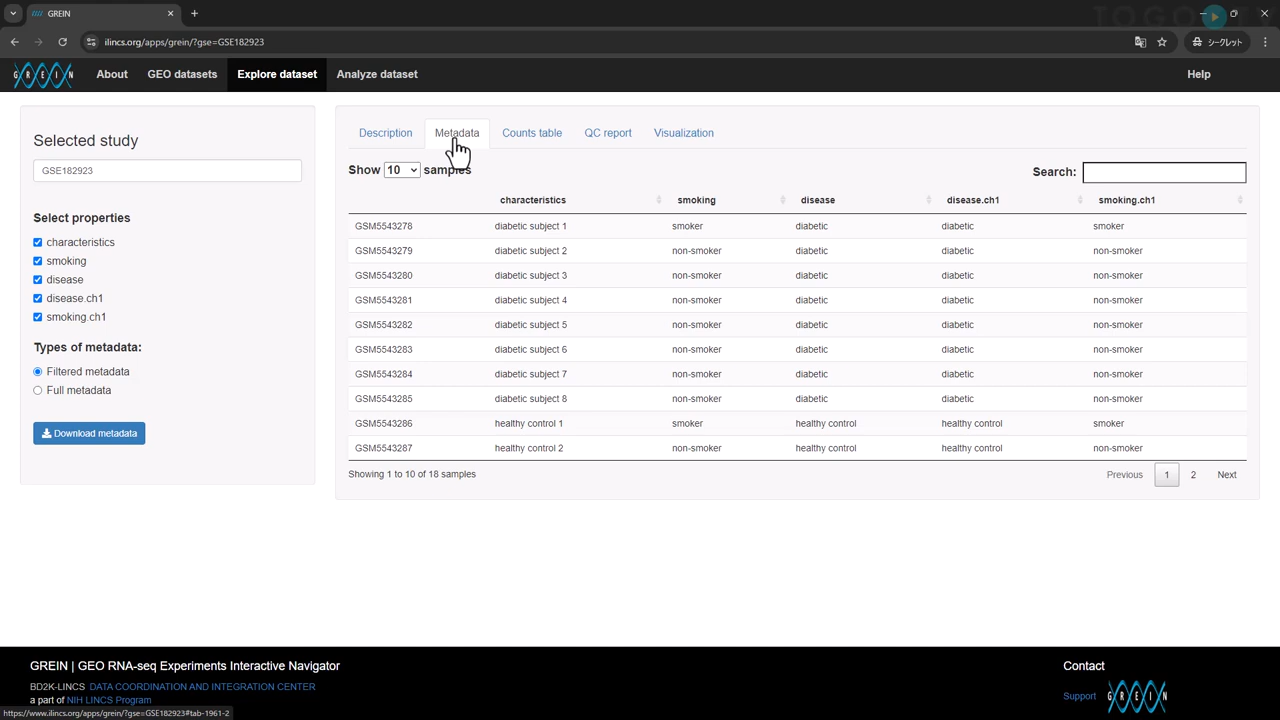 GREIN
TOGO TV
ilincs.org/apps/grein/?gse=GSE182923
シークレット
GREIN
About
GEO datasets
Explore dataset
Analyze dataset
Help
Selected study
GSE182923
Select properties
characteristics
smoking
disease
disease.ch1
smoking.ch1
Types of metadata:
Filtered metadata
Full metadata
Download metadata
Description Metadata Counts table QC report Visualization
Show 10 samples
Search:
characteristics smoking disease disease.ch1 smoking.ch1
GSM5543278 diabetic subject 1 smoker diabetic diabetic smoker
GSM5543279 diabetic subject 2 non-smoker diabetic diabetic non-smoker
GSM5543280 diabetic subject 3 non-smoker diabetic diabetic non-smoker
GSM5543281 diabetic subject 4 non-smoker diabetic diabetic non-smoker
GSM5543282 diabetic subject 5 non-smoker diabetic diabetic non-smoker
GSM5543283 diabetic subject 6 non-smoker diabetic diabetic non-smoker
GSM5543284 diabetic subject 7 non-smoker diabetic diabetic non-smoker
GSM5543285 diabetic subject 8 non-smoker diabetic diabetic non-smoker
GSM5543286 healthy control 1 smoker healthy control healthy control smoker
GSM5543287 healthy control 2 non-smoker healthy control healthy control non-smoker
Showing 1 to 10 of 18 samples
Previous 1 2 Next
GREIN | GEO RNA-seq Experiments Interactive Navigator
BD2K-LINCS DATA COORDINATION AND INTEGRATION CENTER
a part of NIH LINCS Program
Contact
Support
GREIN
https://www.ilincs.org/apps/grein/?gse=GSE182923#tab-1961-2